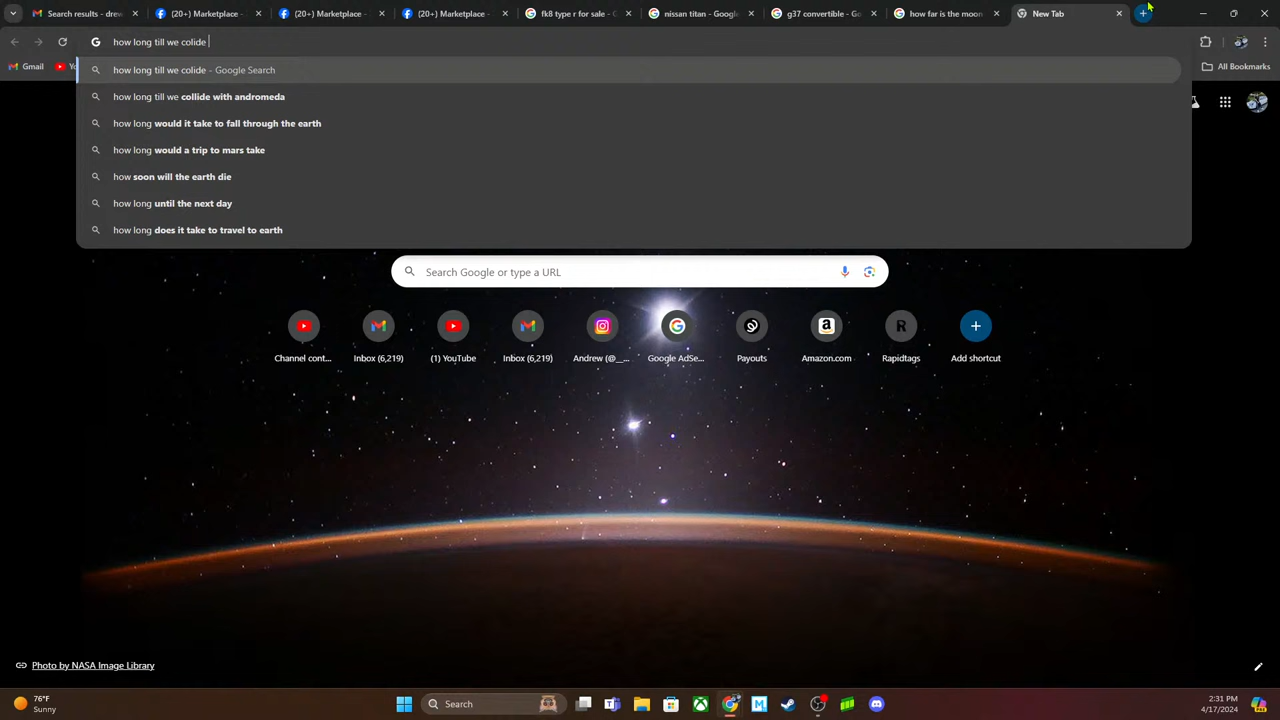 Search results - drew
(20+) Marketplace -
(20+) Marketplace -
(20+) Marketplace -
fk8 type r for sale - G
nissan titan - Google
g37 convertible - Goo
how far is the moon
New Tab
how long till we colide
Gmail
Yo
All Bookmarks
how long till we colide - Google Search
how long till we collide with andromeda
how long would it take to fall through the earth
how long would a trip to mars take
how soon will the earth die
how long until the next day
how long does it take to travel to earth
Search Google or type a URL
Channel cont...
Inbox (6,219)
(1) YouTube
Inbox (6,219)
Andrew (@__...
Google AdSe...
Payouts
Amazon.com
Rapidtags
Add shortcut
Photo by NASA Image Library
76°F
Sunny
Search
2:31 PM
4/17/2024